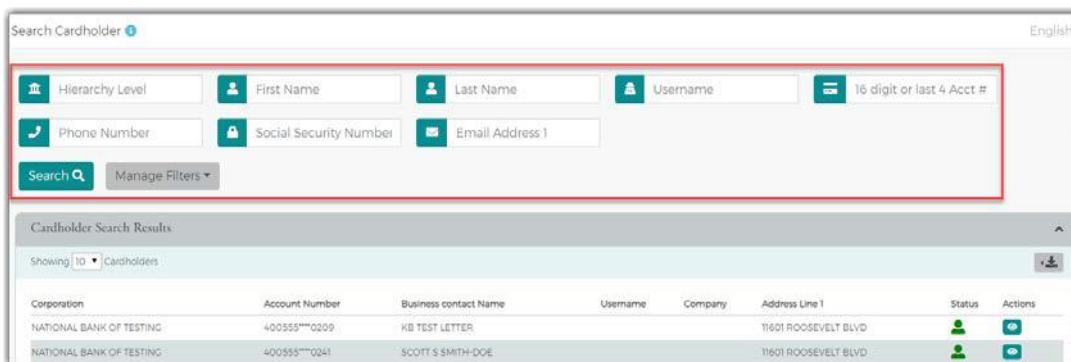 Search Cardholder English
Hierarchy Level First Name Last Name Username 16 digit or last 4 Acct #
Phone Number Social Security Number Email Address 1
Search Manage Filters
Cardholder Search Results
Showing 10 Cardholders
Corporation Account Number Business contact Name Username Company Address Line 1 Status Actions
NATIONAL BANK OF TESTING 400555****0209 KB TEST LETTER 11601 ROOSEVELT BLVD
NATIONAL BANK OF TESTING 400555****0241 SCOTT S SMITH-DOE 11601 ROOSEVELT BLVD